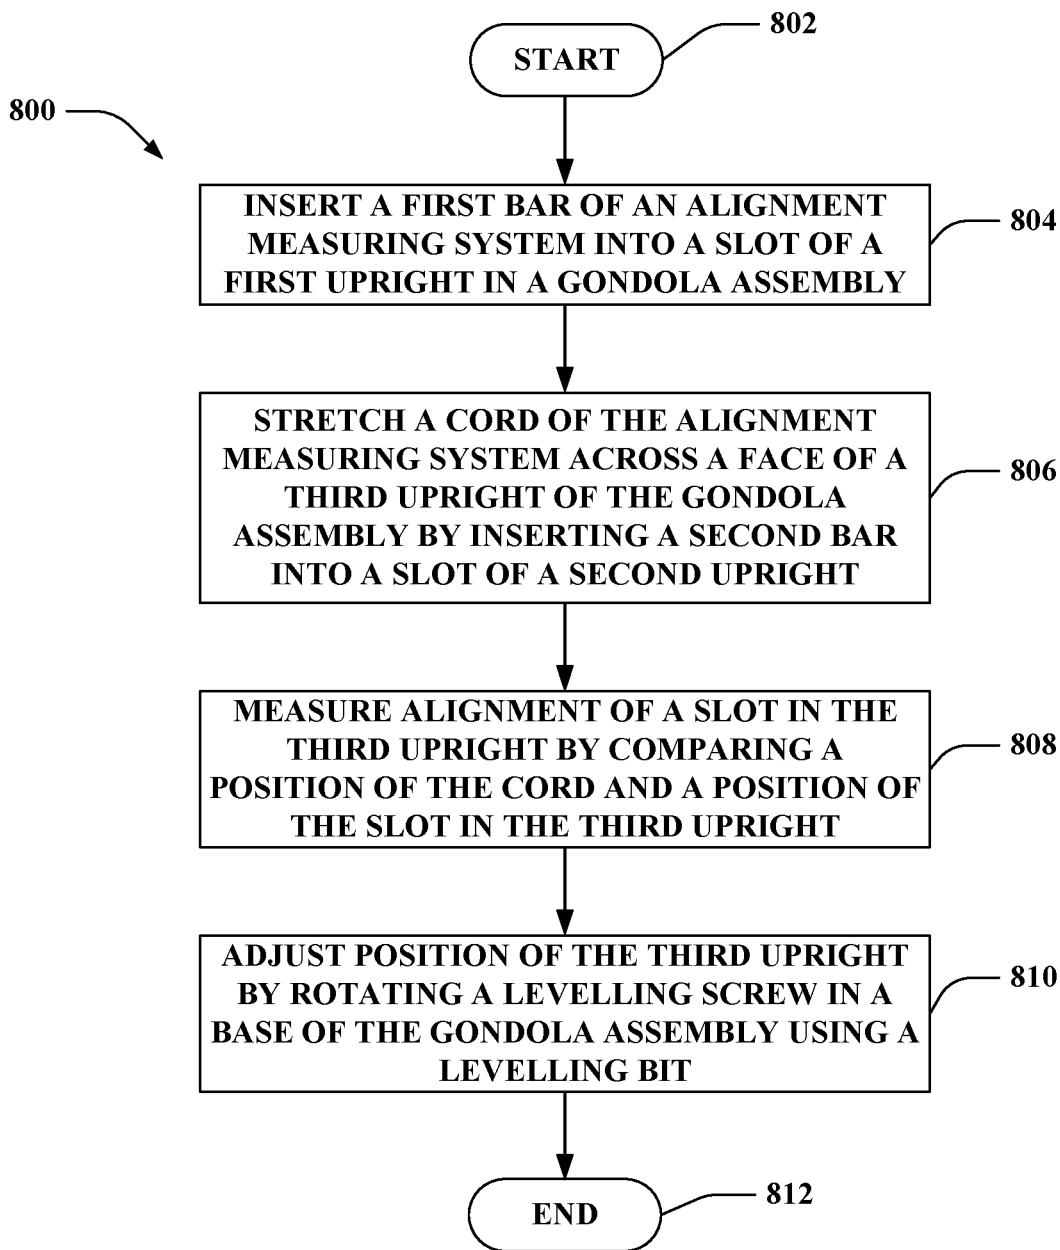 802
START
800
INSERT A FIRST BAR OF AN ALIGNMENT
MEASURING SYSTEM INTO A SLOT OF A
FIRST UPRIGHT IN A GONDOLA ASSEMBLY
804
STRETCH A CORD OF THE ALIGNMENT
MEASURING SYSTEM ACROSS A FACE OF A
THIRD UPRIGHT OF THE GONDOLA
ASSEMBLY BY INSERTING A SECOND BAR
INTO A SLOT OF A SECOND UPRIGHT
806
MEASURE ALIGNMENT OF A SLOT IN THE
THIRD UPRIGHT BY COMPARING A
POSITION OF THE CORD AND A POSITION OF
THE SLOT IN THE THIRD UPRIGHT
808
ADJUST POSITION OF THE THIRD UPRIGHT
BY ROTATING A LEVELLING SCREW IN A
BASE OF THE GONDOLA ASSEMBLY USING A
LEVELLING BIT
810
END
812